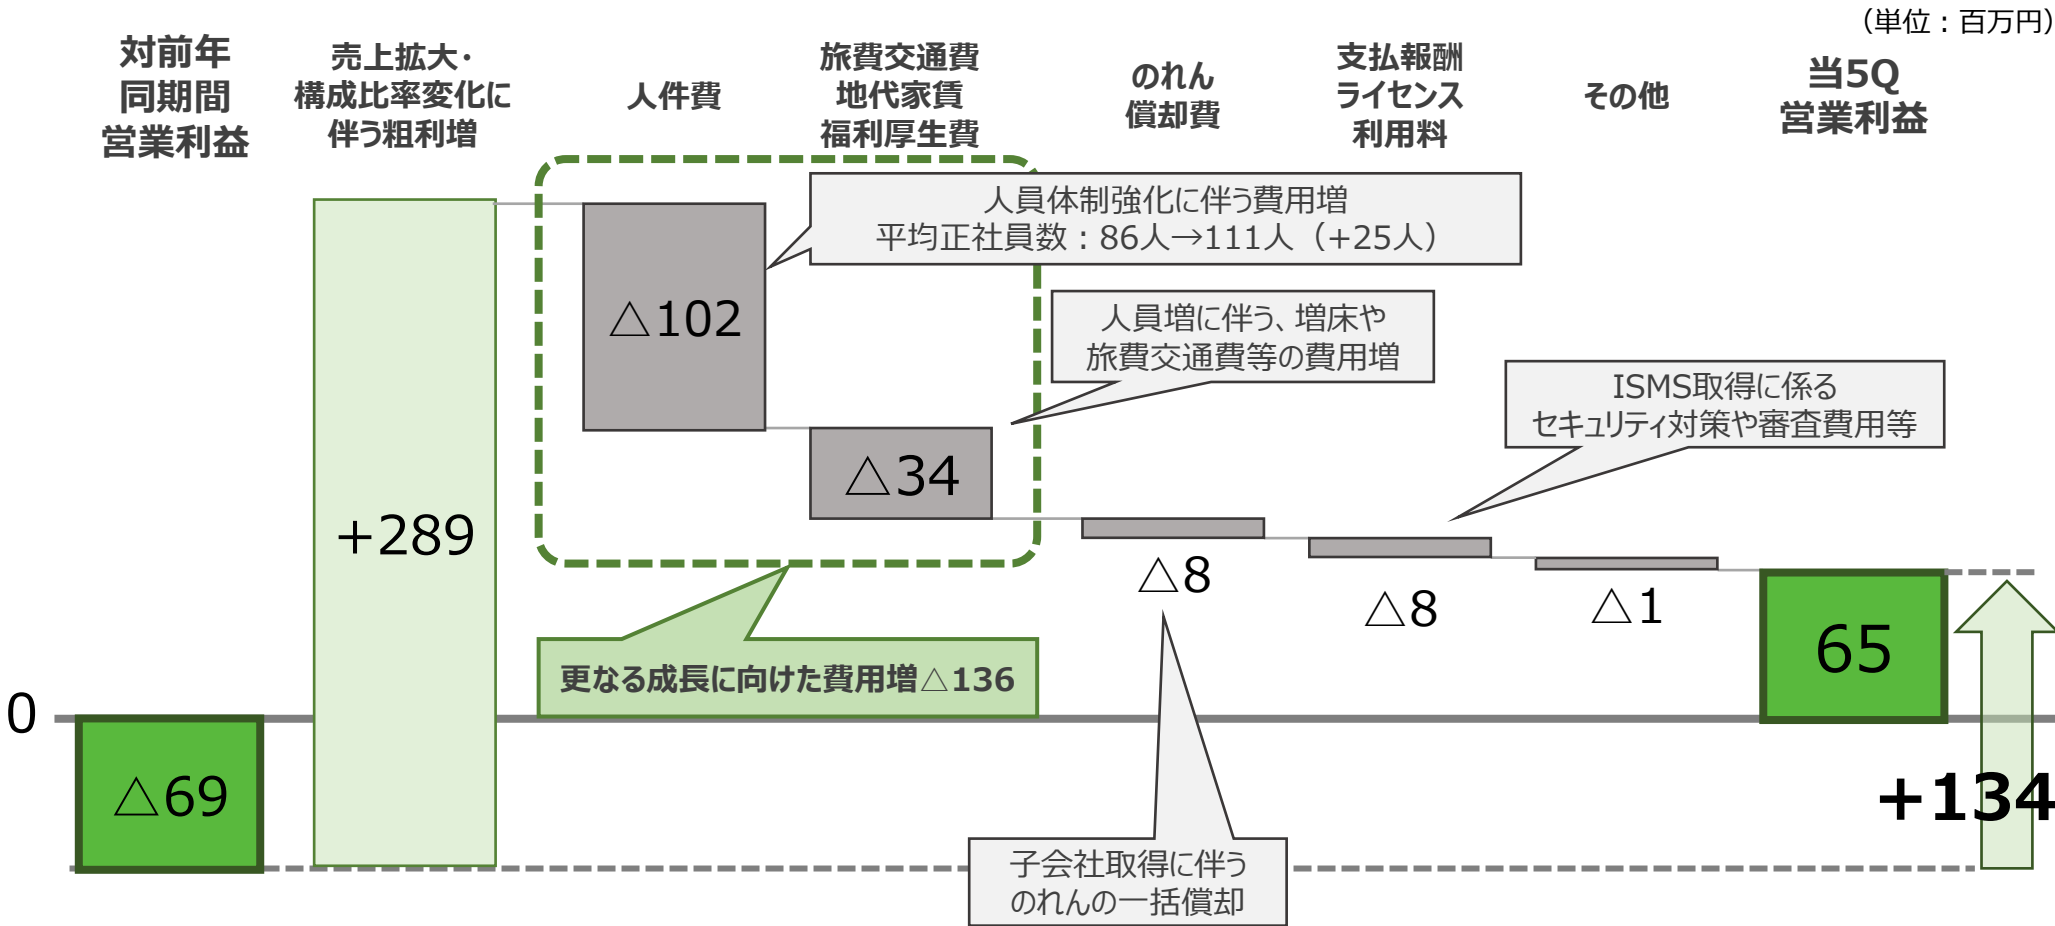 （単位：百万円）
対前年
同期間
営業利益
売上拡大・
構成比率変化に
伴う粗利増
人件費
旅費交通費
地代家賃
福利厚生費
のれん
償却費
支払報酬
ライセンス
利用料
その他
当5Q
営業利益
人員体制強化に伴う費用増
平均正社員数：86人→111人（+25人）
△102
人員増に伴う、増床や
旅費交通費等の費用増
ISMS取得に係る
セキュリティ対策や審査費用等
△34
+289
△8
△8
△1
65
更なる成長に向けた費用増△136
0
△69
+134
子会社取得に伴う
のれんの一括償却